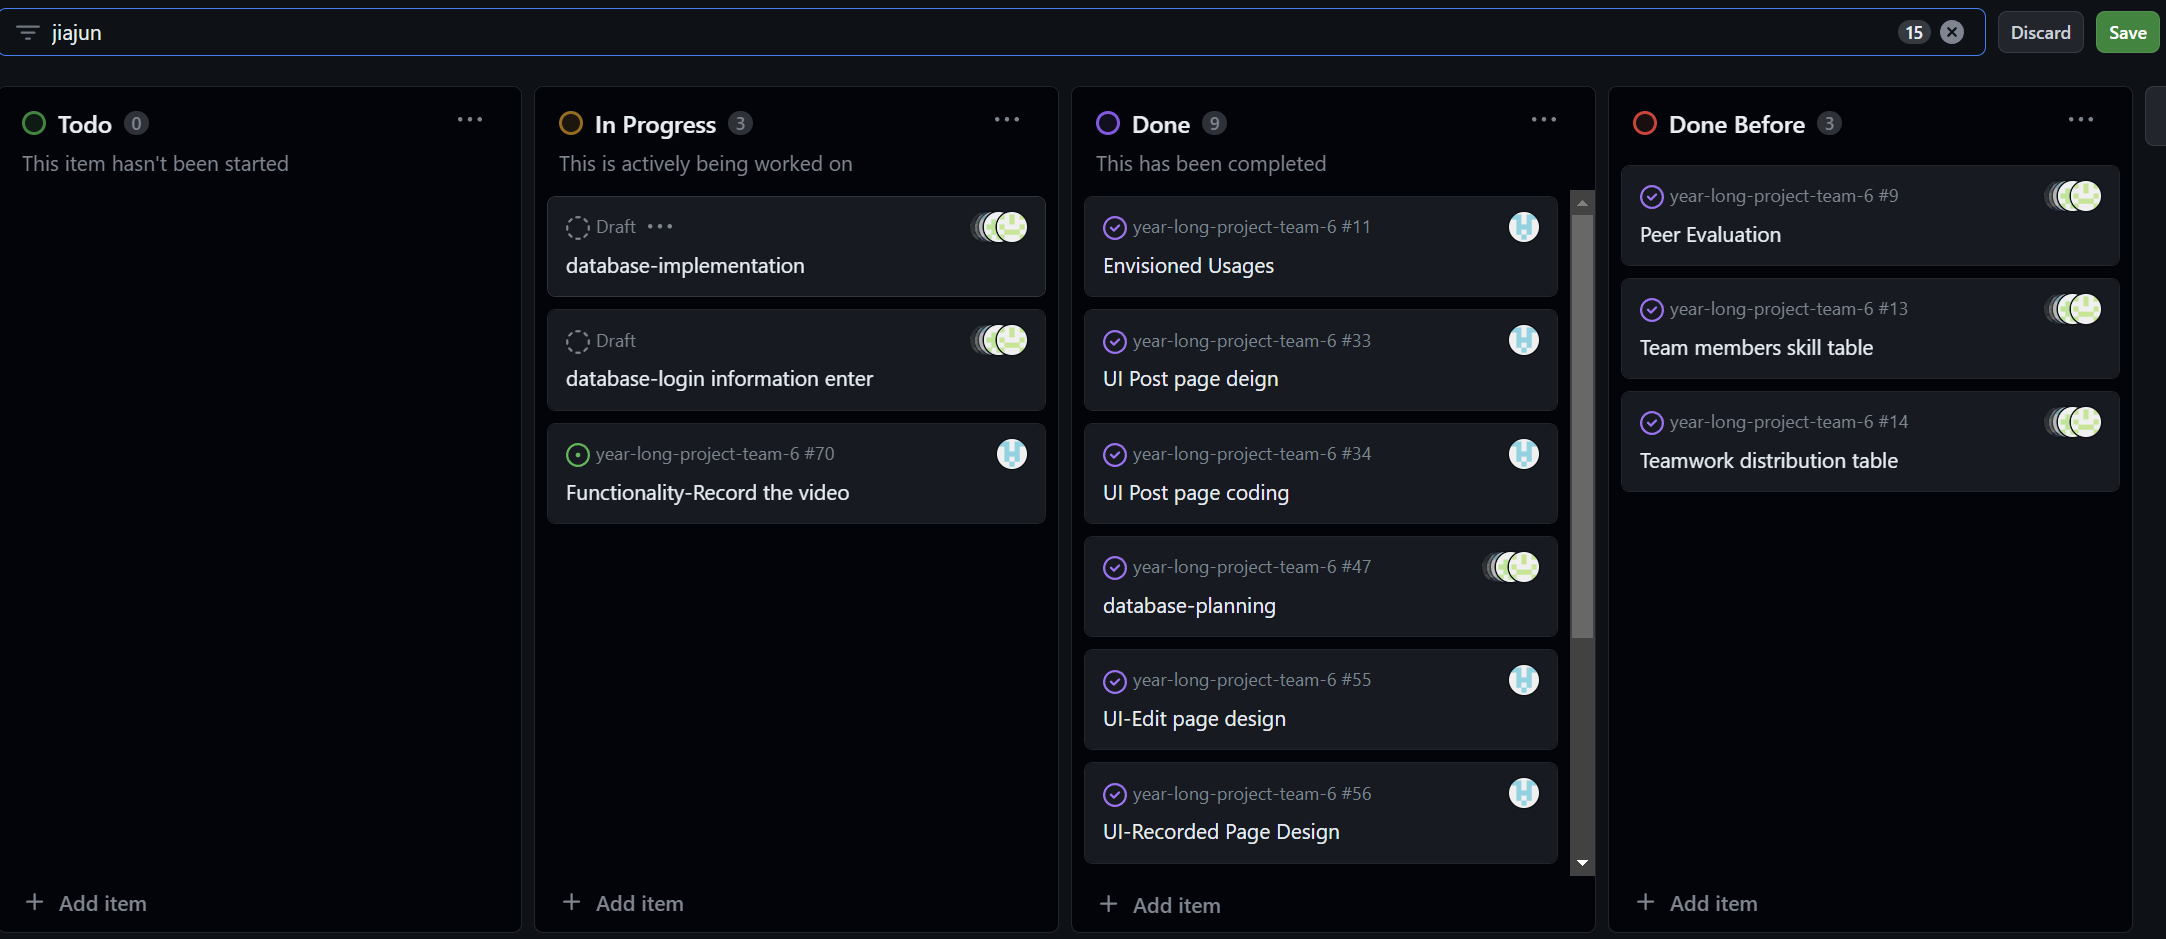 jiajun
15
Discard
Save
Todo 0
This item hasn't been started
Add item
In Progress 3
This is actively being worked on
Draft
database-implementation
Draft
database-login information enter
year-long-project-team-6 #70
Functionality-Record the video
Add item
Done 9
This has been completed
year-long-project-team-6 #11
Envisioned Usages
year-long-project-team-6 #33
UI Post page deign
year-long-project-team-6 #34
UI Post page coding
year-long-project-team-6 #47
database-planning
year-long-project-team-6 #55
UI-Edit page design
year-long-project-team-6 #56
UI-Recorded Page Design
Add item
Done Before 3
year-long-project-team-6 #9
Peer Evaluation
year-long-project-team-6 #13
Team members skill table
year-long-project-team-6 #14
Teamwork distribution table
Add item